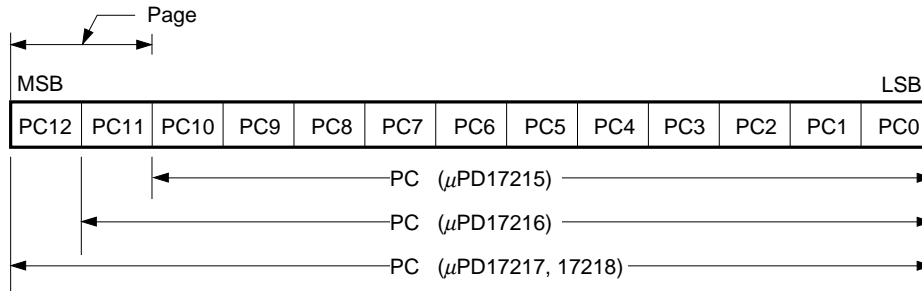 Page
MSB LSB
PC12 PC11 PC10 PC9 PC8 PC7 PC6 PC5 PC4 PC3 PC2 PC1 PC0
PC (μPD17215)
PC (μPD17216)
PC (μPD17217, 17218)